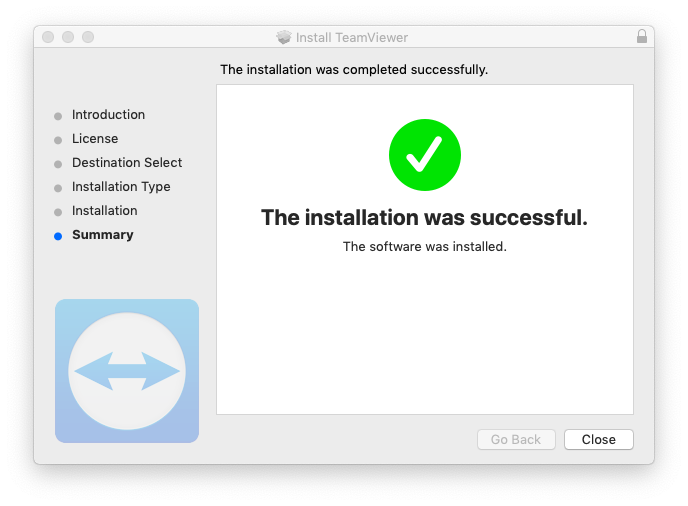 Install TeamViewer
The installation was completed successfully.
Introduction
License
Destination Select
Installation Type
Installation
Summary
The installation was successful.
The software was installed.
Go Back
Close